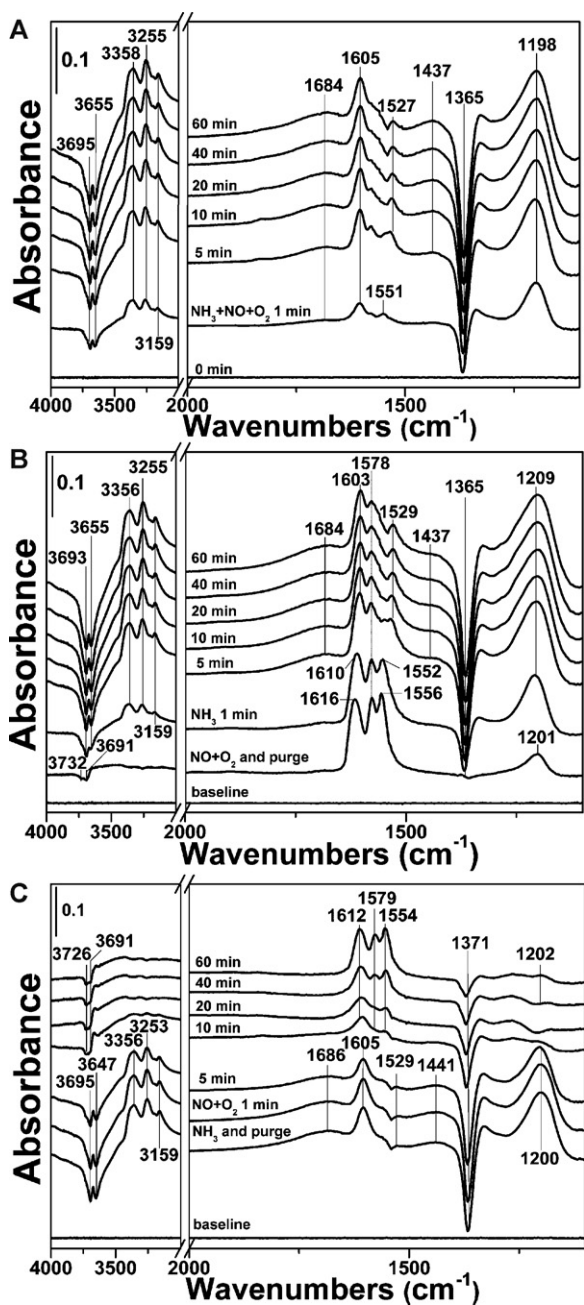 A
0.1
3255
3358
3655
3695
3159
1605
1198
1684
1527
1437
1365
60 min
40 min
20 min
10 min
5 min
NH3+NO+O2 1 min
1551
0 min
Absorbance
4000 3500 2000 1500
Wavenumbers (cm-1)
B
0.1
3255
3356
3655
3693
3159
3732
3691
1578
1603
1529
1365
1209
1684
1437
60 min
40 min
20 min
10 min
5 min
1610
1552
1616
1556
NH3 1 min
1201
NO+O2 and purge
baseline
Absorbance
4000 3500 2000 1500
Wavenumbers (cm-1)
C
0.1
3726
3691
3253
3356
3647
3695
3159
1579
1612
1554
1371
1202
60 min
40 min
20 min
10 min
1605
1686
1529
1441
5 min
NO+O2 1 min
NH3 and purge
1200
baseline
Absorbance
4000 3500 2000 1500
Wavenumbers (cm-1)